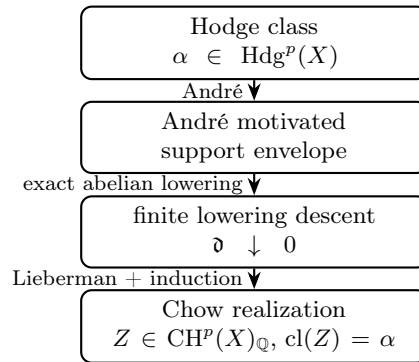 Hodge class
α ∈ Hdg^p(X)
André
André motivated
support envelope
exact abelian lowering
finite lowering descent
𝔡 ↓ 0
Lieberman + induction
Chow realization
Z ∈ CH^p(X)_ℚ, cl(Z) = α